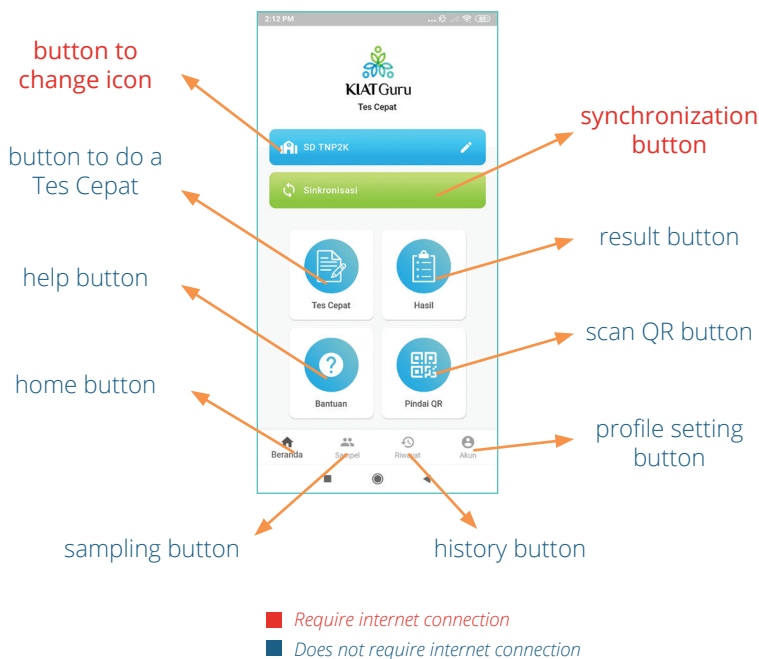 2:12 PM
KIAT Guru
Tes Cepat
button to
change icon
SD TNP2K
synchronization
button
button to do a
Tes Cepat
Sinkronisasi
result button
help button
Tes Cepat
Hasil
scan QR button
home button
Bantuan
Pindai QR
profile setting
button
Beranda
Sampel
Riwayat
Akun
sampling button
history button
Require internet connection
Does not require internet connection